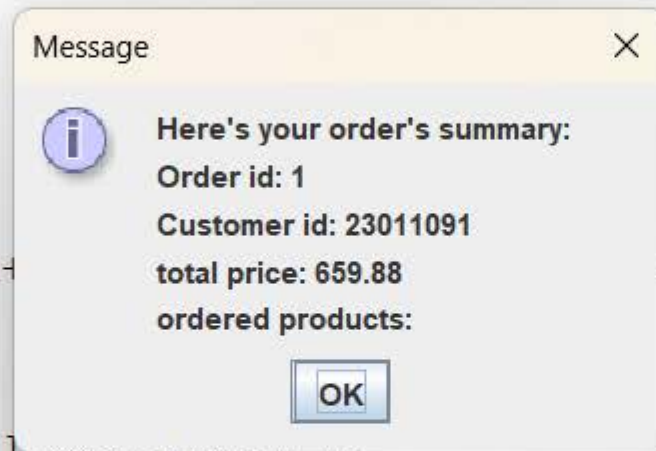 Message
Here's your order's summary:
Order id: 1
Customer id: 23011091
total price: 659.88
ordered products:
OK